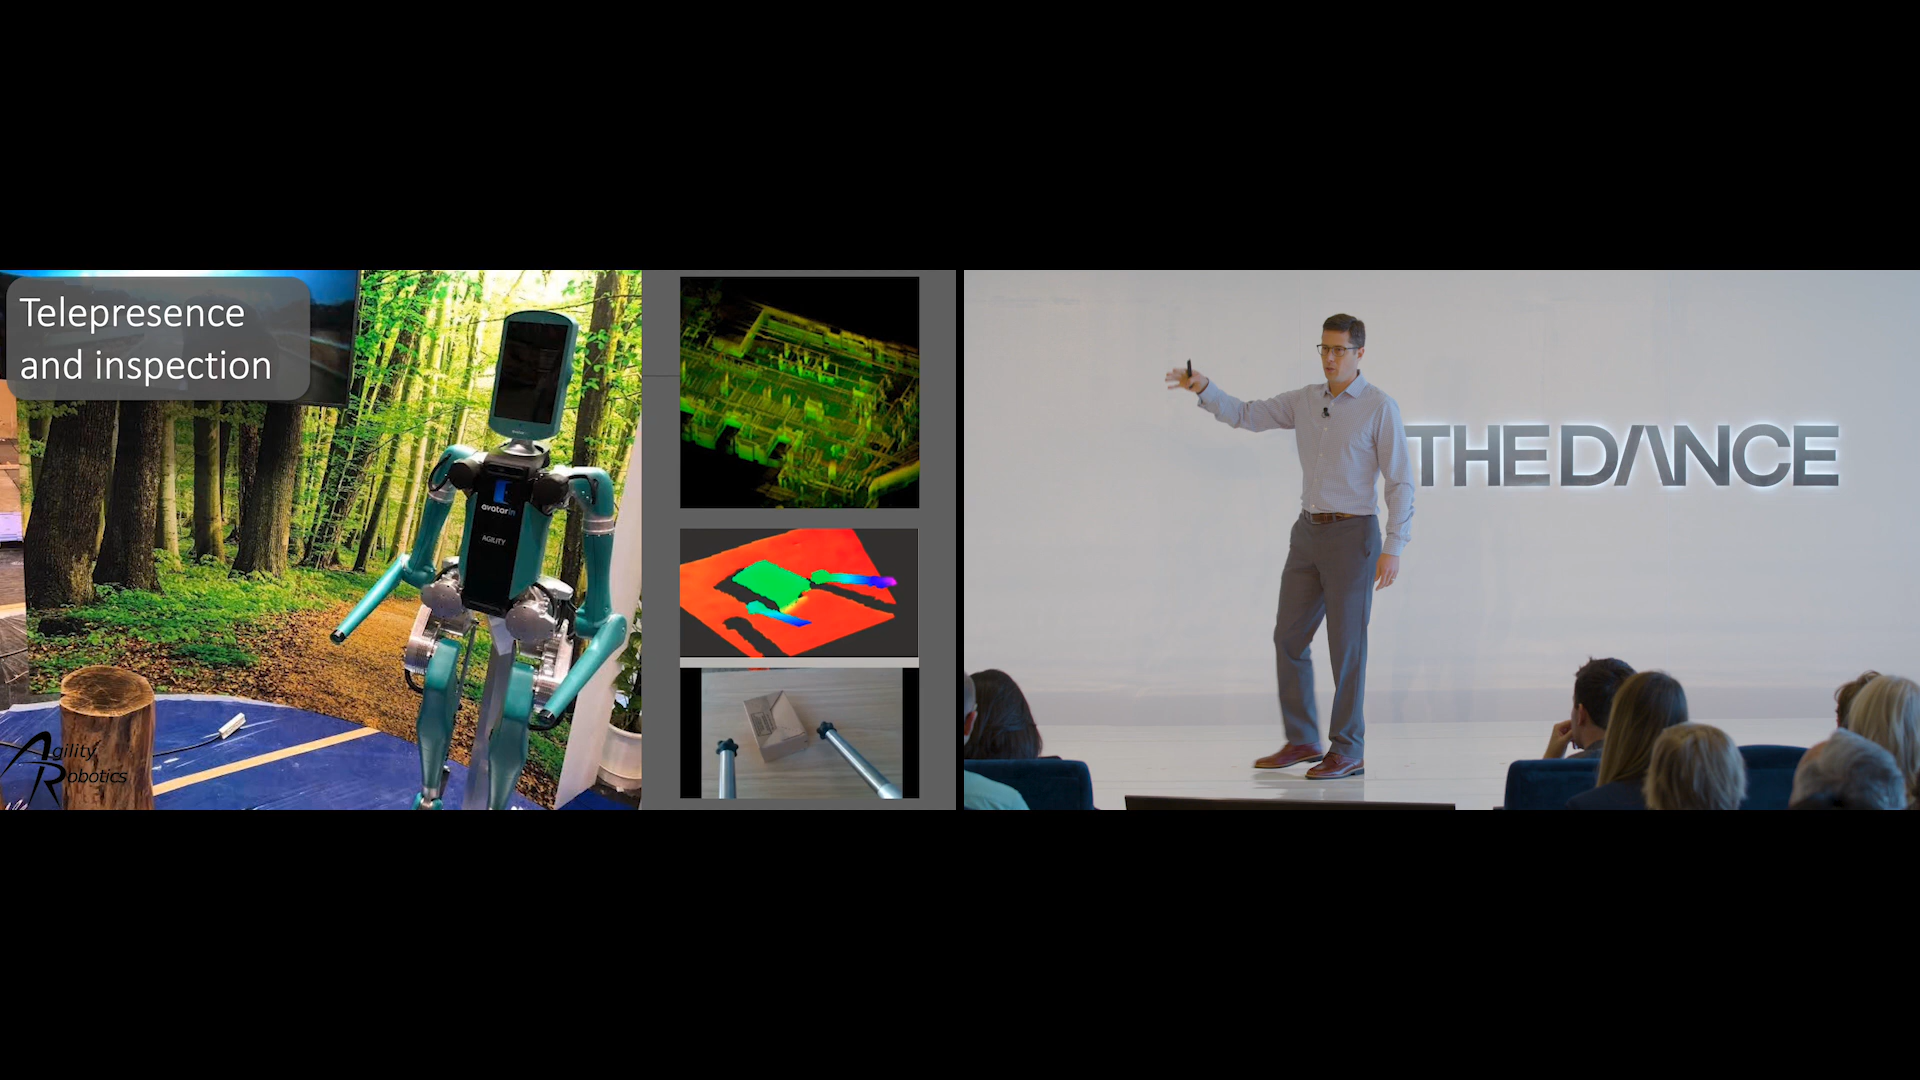 Telepresence
and inspection
avatarin
AGILITY
Agility
Robotics
THE DANCE